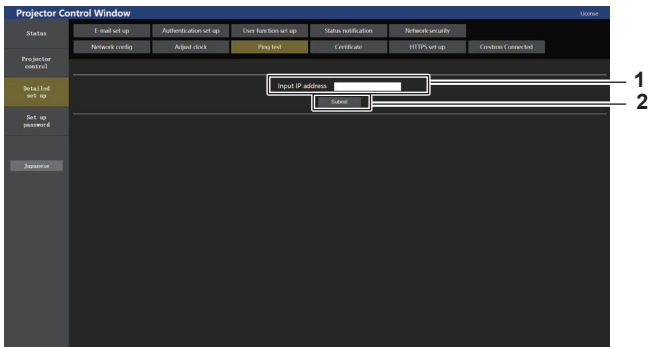 Projector Control Window
License
Status
E-mail set up
Authentication set up
User function set up
Status notification
Network security
Network config
Adjust clock
Ping test
Certificate
HTTPS set up
Crestron Connected
Projector
control
Detailed
set up
Set up
password
Japanese
Input IP address
Submit
1
2